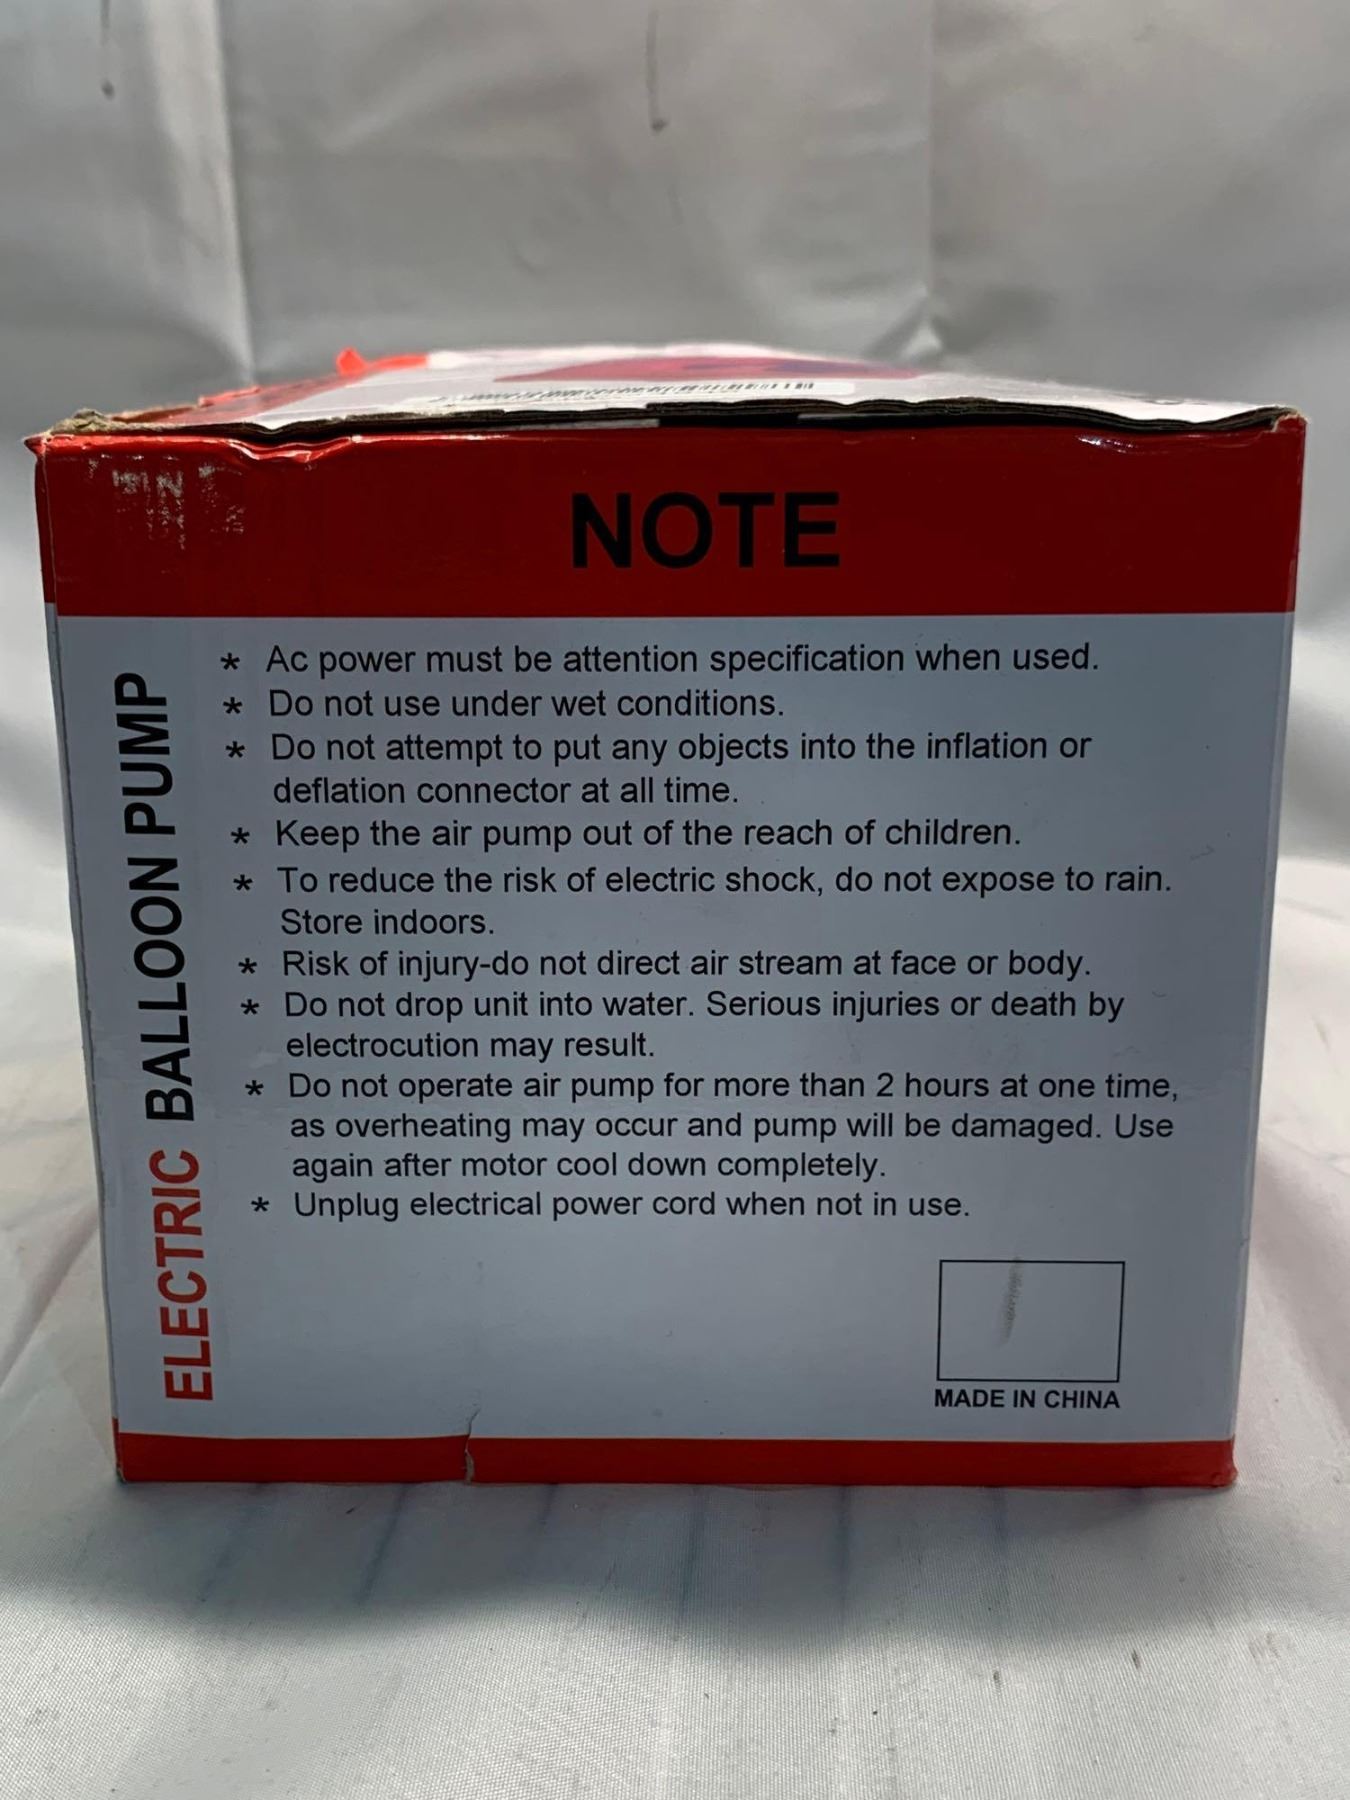 NOTE
* Ac power must be attention specification when used.
* Do not use under wet conditions.
* Do not attempt to put any objects into the inflation or
deflation connector at all time.
* Keep the air pump out of the reach of children.
* To reduce the risk of electric shock, do not expose to rain.
Store indoors.
* Risk of injury-do not direct air stream at face or body.
* Do not drop unit into water. Serious injuries or death by
electrocution may result.
* Do not operate air pump for more than 2 hours at one time,
as overheating may occur and pump will be damaged. Use
again after motor cool down completely.
* Unplug electrical power cord when not in use.
MADE IN CHINA
ELECTRIC BALLOON PUMP